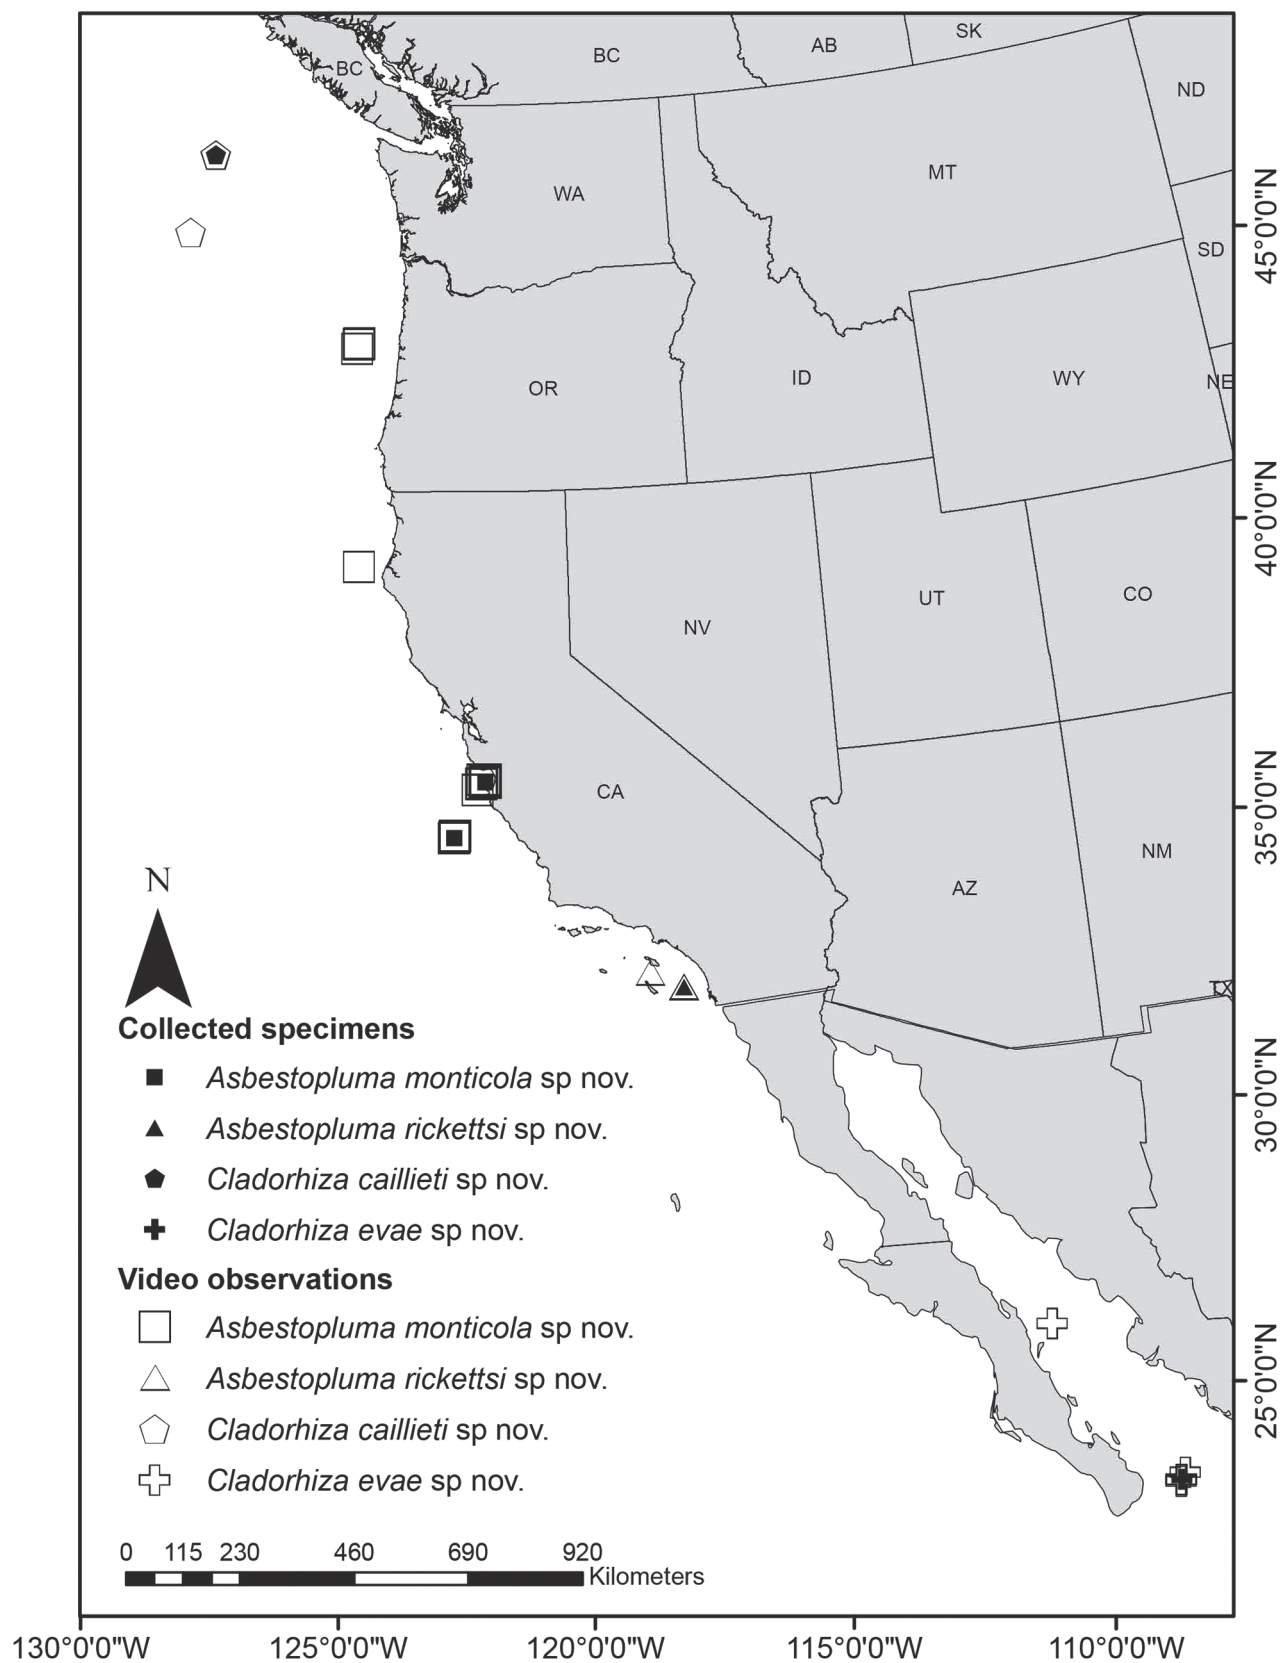 BC
BC
AB
SK
ND
WA
MT
SD
45°0'0"N
OR
ID
WY
NE
40°0'0"N
NV
UT
CO
CA
35°0'0"N
AZ
NM
TX
N
Collected specimens
Asbestopluma monticola sp nov.
Asbestopluma rickettsi sp nov.
Cladorhiza caillieti sp nov.
Cladorhiza evae sp nov.
30°0'0"N
Video observations
Asbestopluma monticola sp nov.
Asbestopluma rickettsi sp nov.
Cladorhiza caillieti sp nov.
Cladorhiza evae sp nov.
25°0'0"N
0 115 230 460 690 920
Kilometers
130°0'0"W 125°0'0"W 120°0'0"W 115°0'0"W 110°0'0"W